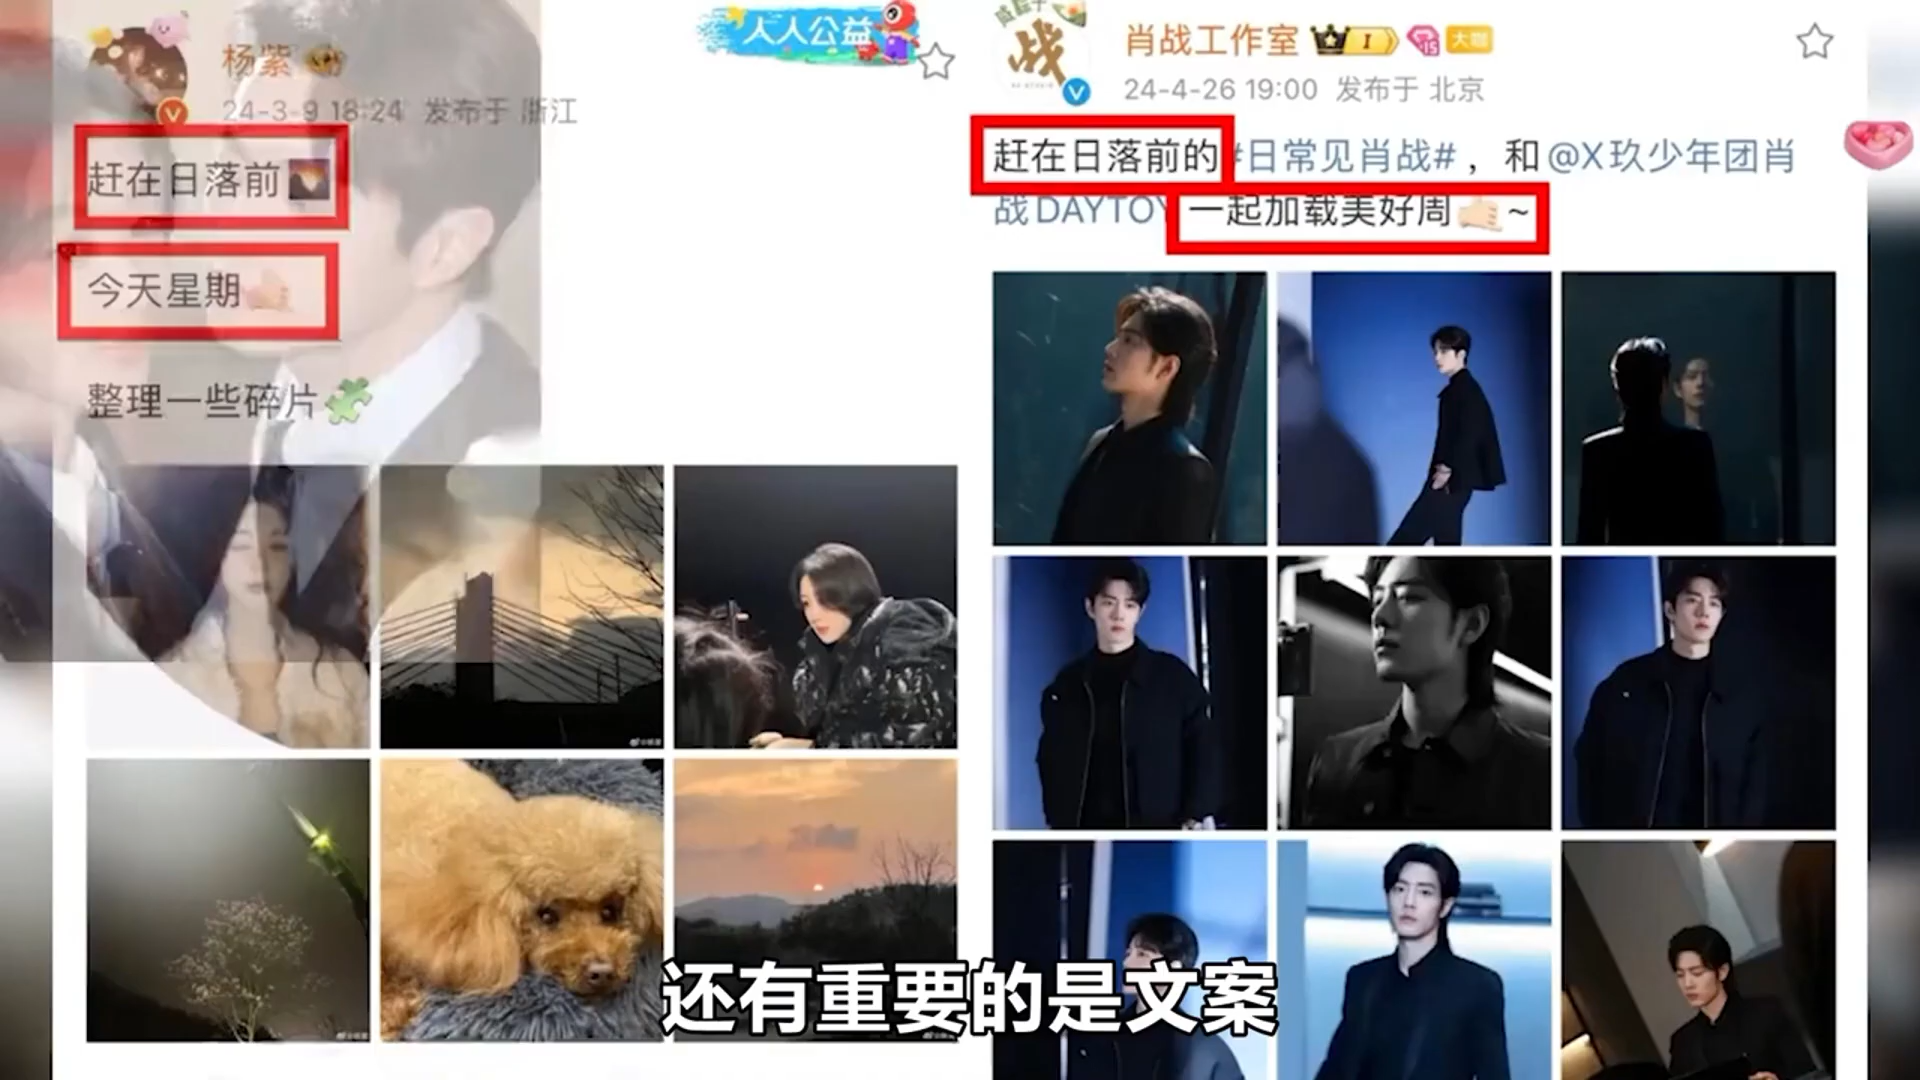 杨紫
24-3-9 18:24 发布于 浙江
人人公益
赶在日落前
今天星期
整理一些碎片
战
肖战工作室
I
15
大咖
24-4-26 19:00 发布于 北京
赶在日落前的 #日常见肖战#，和@X玖少年团肖
战DAYTOY 一起加载美好周~
还有重要的是文案